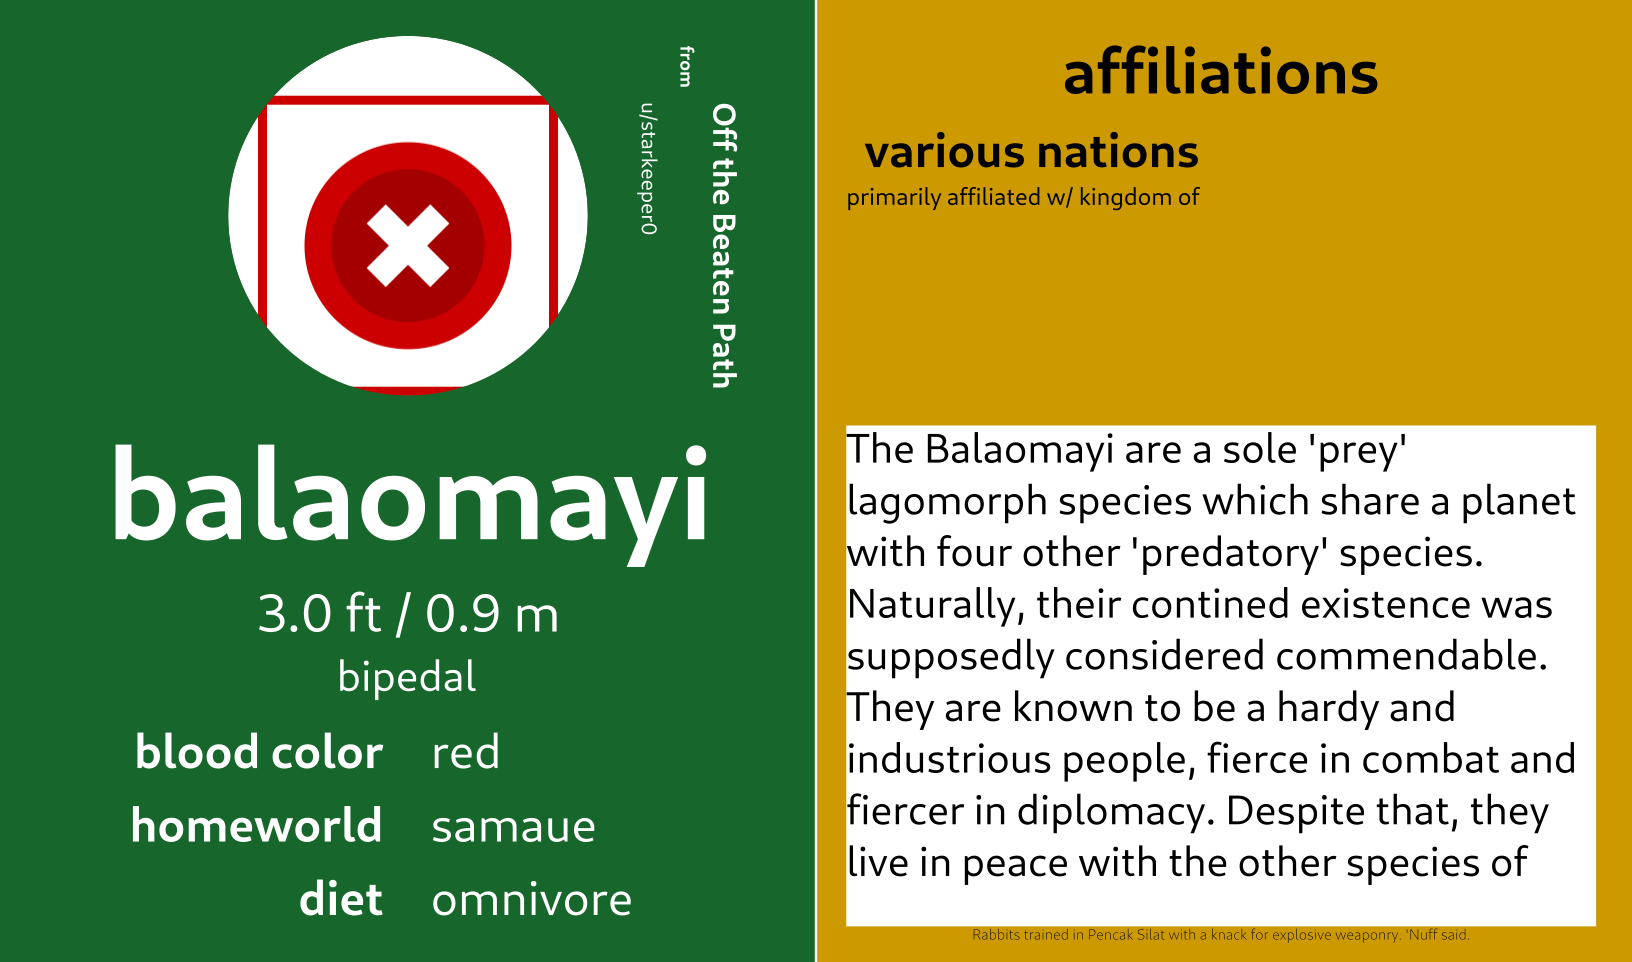 from
Off the Beaten Path
u/starkeeper0
balaomayi
3.0 ft / 0.9 m
bipedal
blood color red
homeworld samaue
diet omnivore
affiliations
various nations
primarily affiliated w/ kingdom of
The Balaomayi are a sole 'prey'
lagomorph species which share a planet
with four other 'predatory' species.
Naturally, their contined existence was
supposedly considered commendable.
They are known to be a hardy and
industrious people, fierce in combat and
fiercer in diplomacy. Despite that, they
live in peace with the other species of
Rabbits trained in Pencak Silat with a knack for explosive weaponry. 'Nuff said.